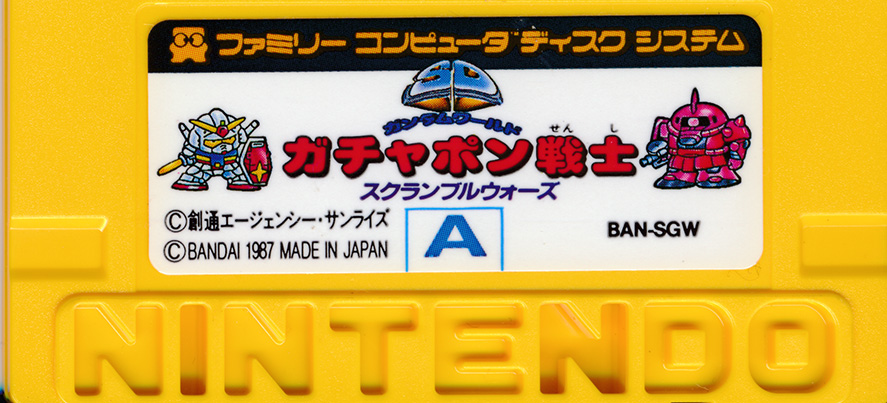 ファミリー コンピュータ ディスク システム
SD
ガンダムワールド
せんし
ガチャポン戦士
スクランブルウォーズ
©創通エージェンシー・サンライズ
A
BAN-SGW
©BANDAI 1987 MADE IN JAPAN
NINTENDO